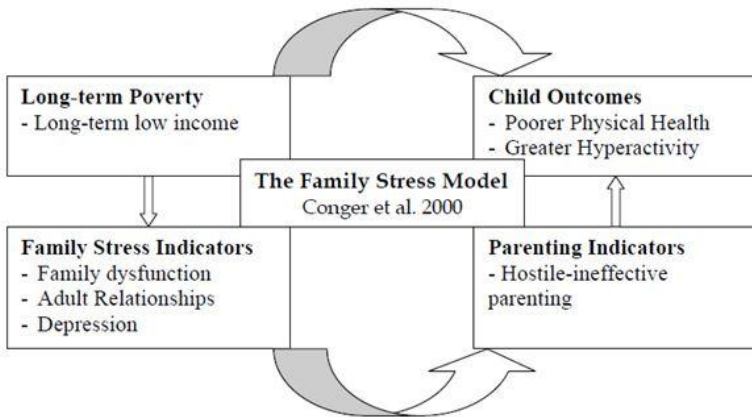 Long-term Poverty
- Long-term low income
Child Outcomes
- Poorer Physical Health
- Greater Hyperactivity
The Family Stress Model
Conger et al. 2000
Family Stress Indicators
- Family dysfunction
- Adult Relationships
- Depression
Parenting Indicators
- Hostile-ineffective
parenting